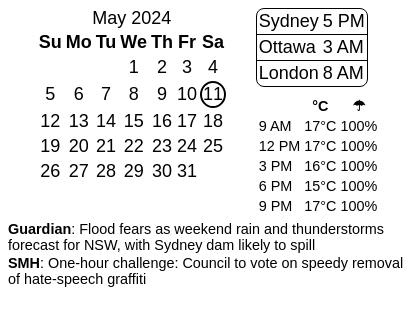 May 2024
Su Mo Tu We Th Fr Sa
1 2 3 4
5 6 7 8 9 10 11
12 13 14 15 16 17 18
19 20 21 22 23 24 25
26 27 28 29 30 31
Sydney 5 PM
Ottawa 3 AM
London 8 AM
°C ☂
9 AM 17°C 100%
12 PM 17°C 100%
3 PM 16°C 100%
6 PM 15°C 100%
9 PM 17°C 100%
Guardian: Flood fears as weekend rain and thunderstorms
forecast for NSW, with Sydney dam likely to spill
SMH: One-hour challenge: Council to vote on speedy removal
of hate-speech graffiti